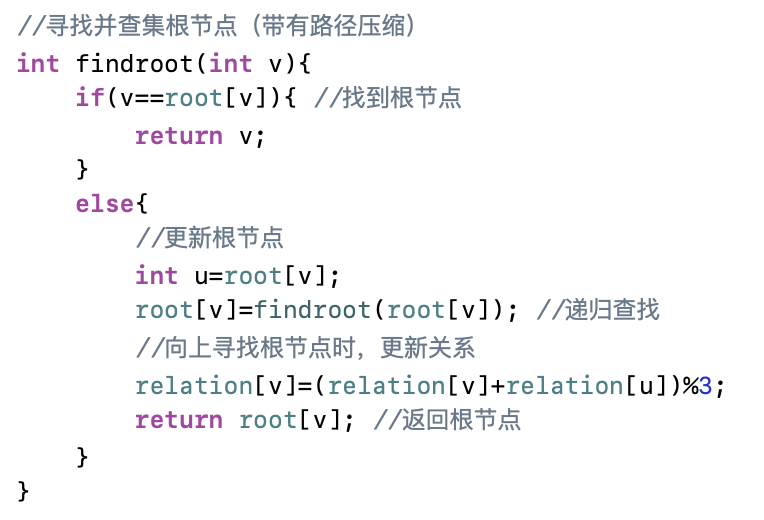 //寻找并查集根节点（带有路径压缩）
int findroot(int v){
    if(v==root[v]){ //找到根节点
        return v;
    }
    else{
        //更新根节点
        int u=root[v];
        root[v]=findroot(root[v]); //递归查找
        //向上寻找根节点时，更新关系
        relation[v]=(relation[v]+relation[u])%3;
        return root[v]; //返回根节点
    }
}